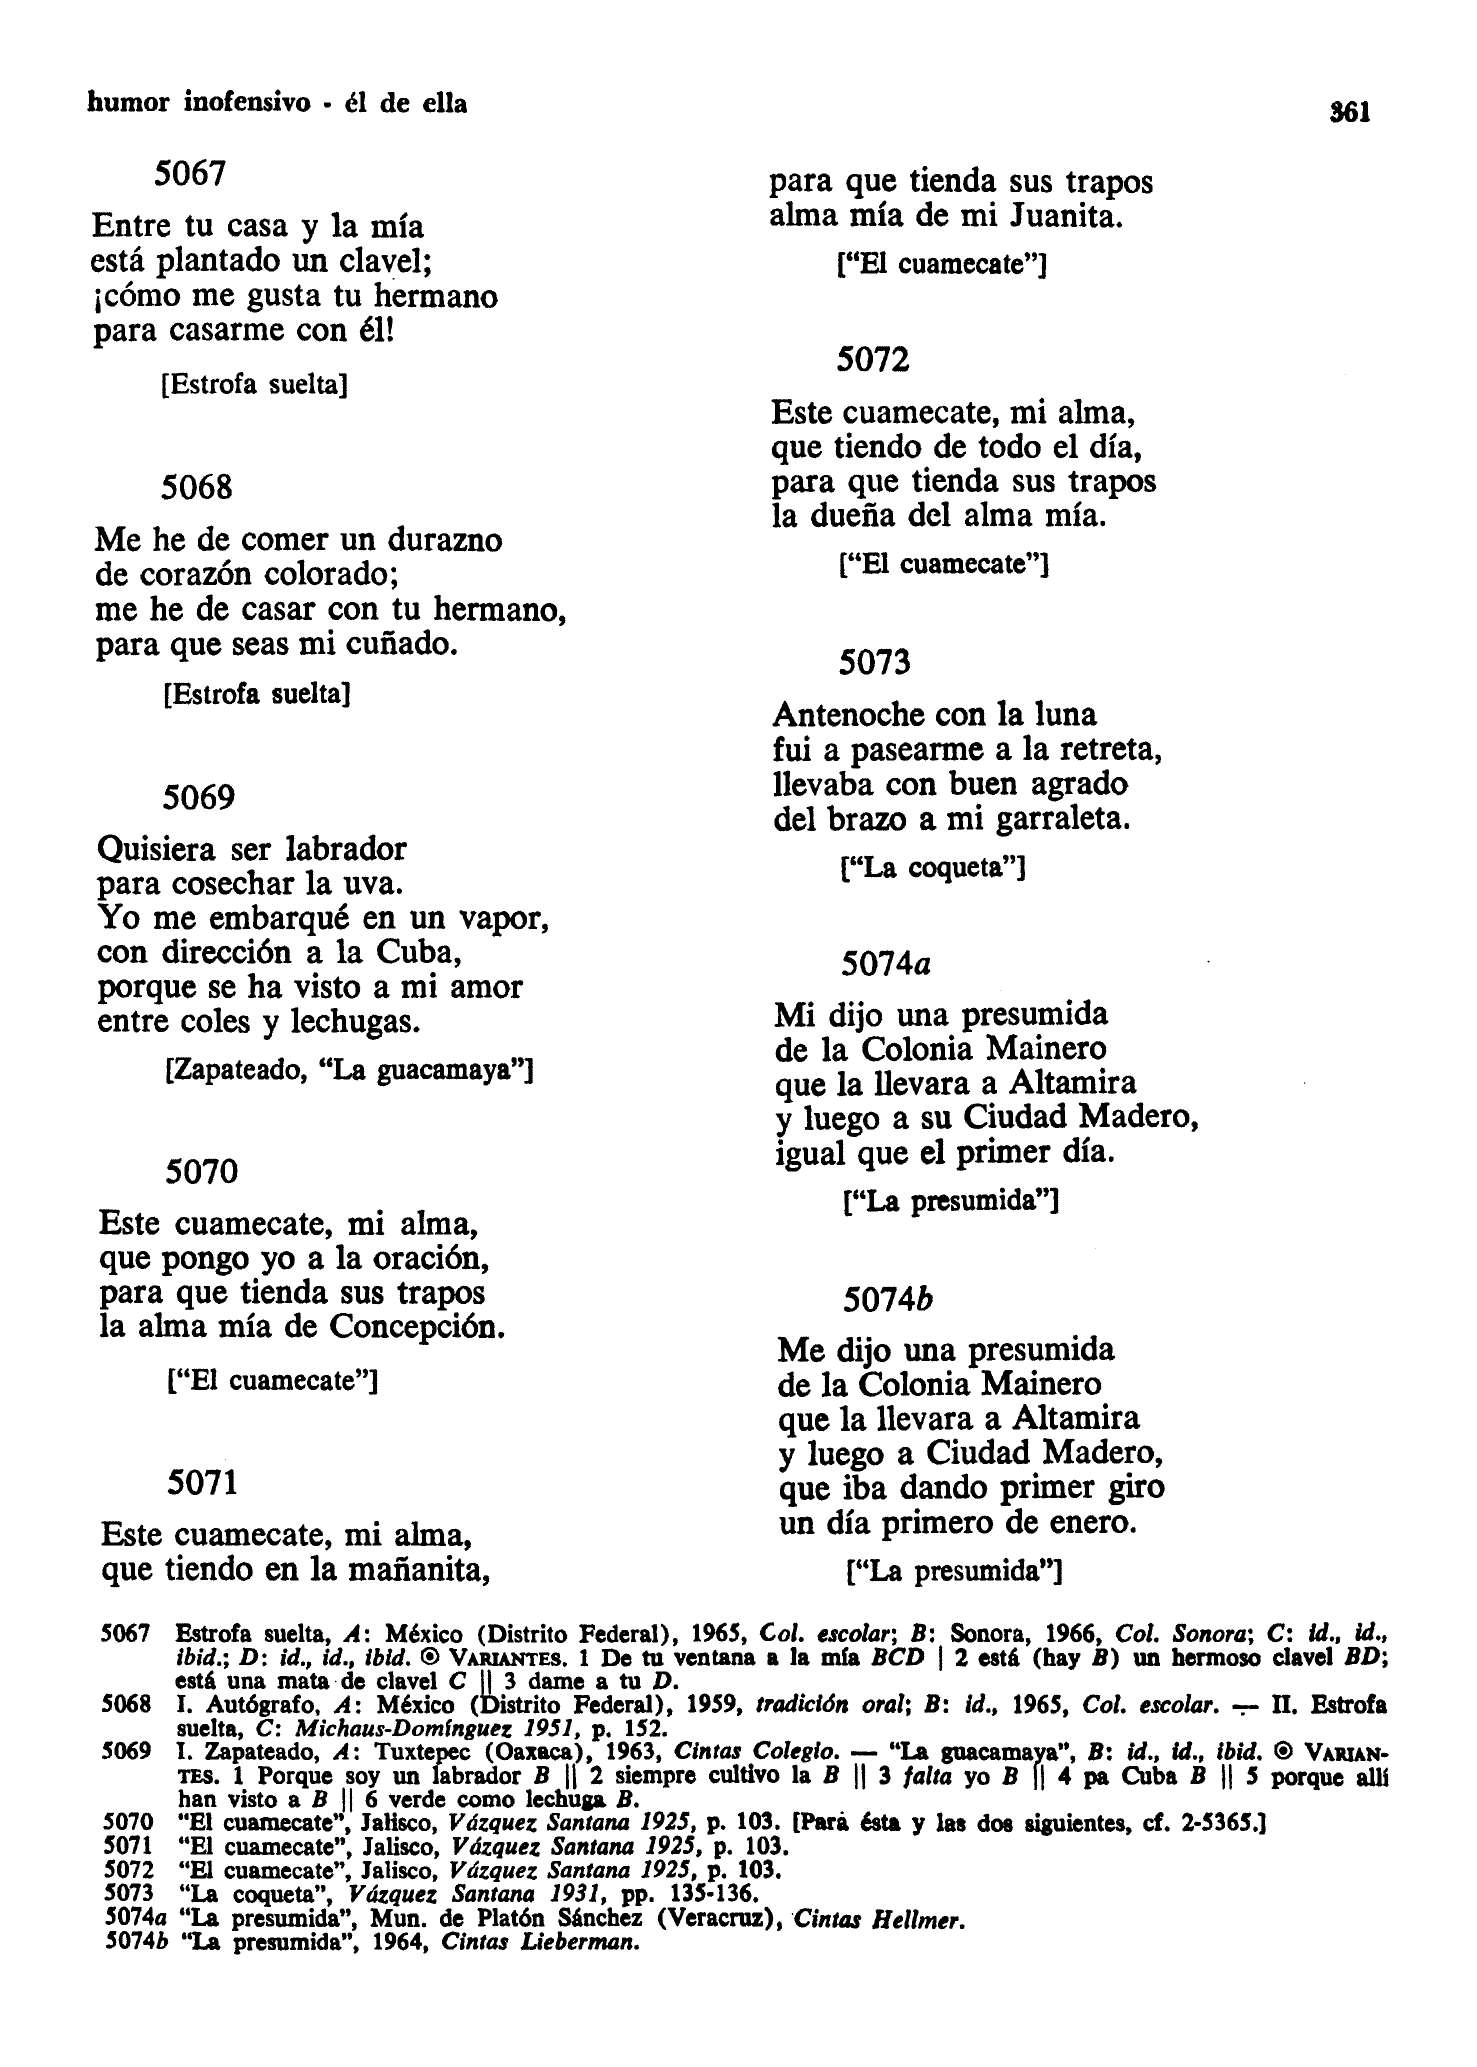 humor inofensivo - él de ella
361
5067
Entre tu casa y la mía
está plantado un clavel;
¡cómo me gusta tu hermano
para casarme con él!
[Estrofa suelta]
5068
Me he de comer un durazno
de corazón colorado;
me he de casar con tu hermano,
para que seas mi cuñado.
[Estrofa suelta]
5069
Quisiera ser labrador
para cosechar la uva.
Yo me embarqué en un vapor,
con dirección a la Cuba,
porque se ha visto a mi amor
entre coles y lechugas.
[Zapateado, “La guacamaya”]
5070
Este cuamecate, mi alma,
que pongo yo a la oración,
para que tienda sus trapos
la alma mía de Concepción.
[“El cuamecate”]
5071
Este cuamecate, mi alma,
que tiendo en la mañanita,
para que tienda sus trapos
alma mía de mi Juanita.
[“El cuamecate”]
5072
Este cuamecate, mi alma,
que tiendo de todo el día,
para que tienda sus trapos
la dueña del alma mía.
[“El cuamecate”]
5073
Antenoche con la luna
fui a pasearme a la retreta,
llevaba con buen agrado
del brazo a mi garraleta.
[“La coqueta”]
5074a
Mi dijo una presumida
de la Colonia Mainero
que la llevara a Altamira
y luego a su Ciudad Madero,
igual que el primer día.
[“La presumida”]
5074b
Me dijo una presumida
de la Colonia Mainero
que la llevara a Altamira
y luego a Ciudad Madero,
que iba dando primer giro
un día primero de enero.
[“La presumida”]
5067 Estrofa suelta, A: México (Distrito Federal), 1965, Col. escolar; B: Sonora, 1966, Col. Sonora; C: id., id.,
ibid.; D: id., id., ibid. ⊙ VARIANTES. 1 De tu ventana a la mía BCD | 2 está (hay B) un hermoso clavel BD;
está una mata de clavel C || 3 dame a tu D.
5068 I. Autógrafo, A: México (Distrito Federal), 1959, tradición oral; B: id., 1965, Col. escolar. — II. Estrofa
suelta, C: Michaus-Domínguez 1951, p. 152.
5069 I. Zapateado, A: Tuxtepec (Oaxaca), 1963, Cintas Colegio. — “La guacamaya”, B: id., id., ibid. ⊙ VARIAN-
TES. 1 Porque soy un labrador B || 2 siempre cultivo la B || 3 falta yo B || 4 pa Cuba B || 5 porque allí
han visto a B || 6 verde como lechuga B.
5070 “El cuamecate”, Jalisco, Vázquez Santana 1925, p. 103. [Para ésta y las dos siguientes, cf. 2-5365.]
5071 “El cuamecate”, Jalisco, Vázquez Santana 1925, p. 103.
5072 “El cuamecate”, Jalisco, Vázquez Santana 1925, p. 103.
5073 “La coqueta”, Vázquez Santana 1931, pp. 135-136.
5074a “La presumida”, Mun. de Platón Sánchez (Veracruz), Cintas Hellmer.
5074b “La presumida”, 1964, Cintas Lieberman.